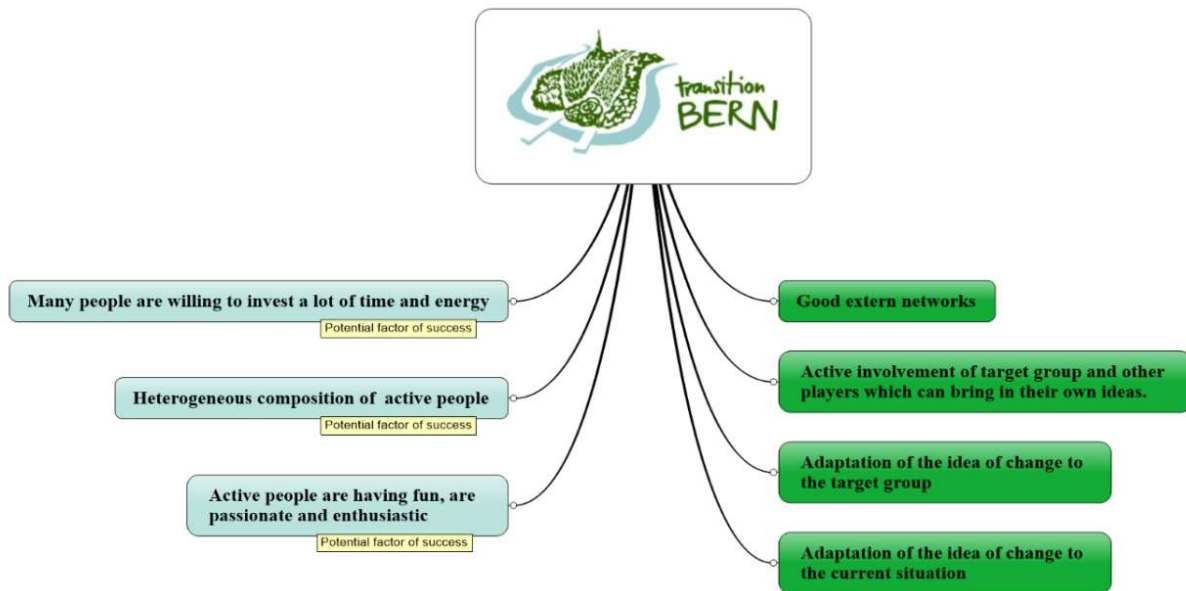 transition
BERN
Many people are willing to invest a lot of time and energy
Potential factor of success
Heterogeneous composition of active people
Potential factor of success
Active people are having fun, are
passionate and enthusiastic
Potential factor of success
Good extern networks
Active involvement of target group and other
players which can bring in their own ideas.
Adaptation of the idea of change to
the target group
Adaptation of the idea of change to
the current situation